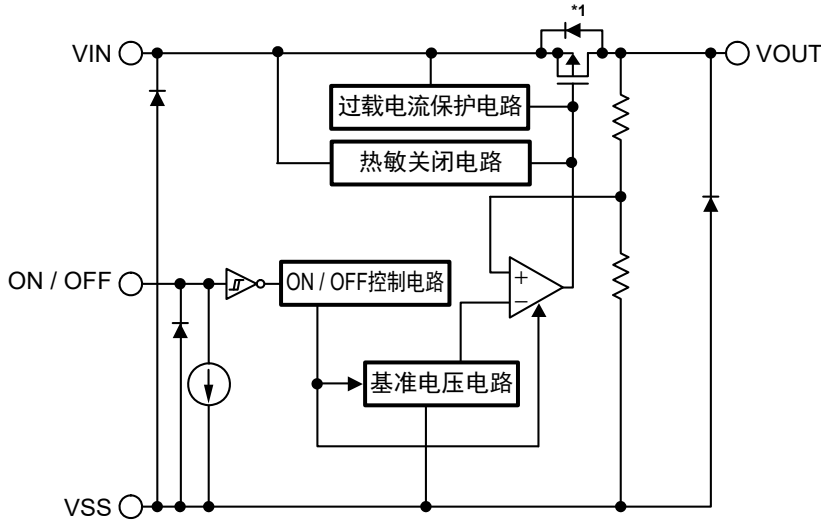 *1
VIN
VOUT
过载电流保护电路
热敏关闭电路
ON / OFF
ON / OFF控制电路
+
−
基准电压电路
VSS